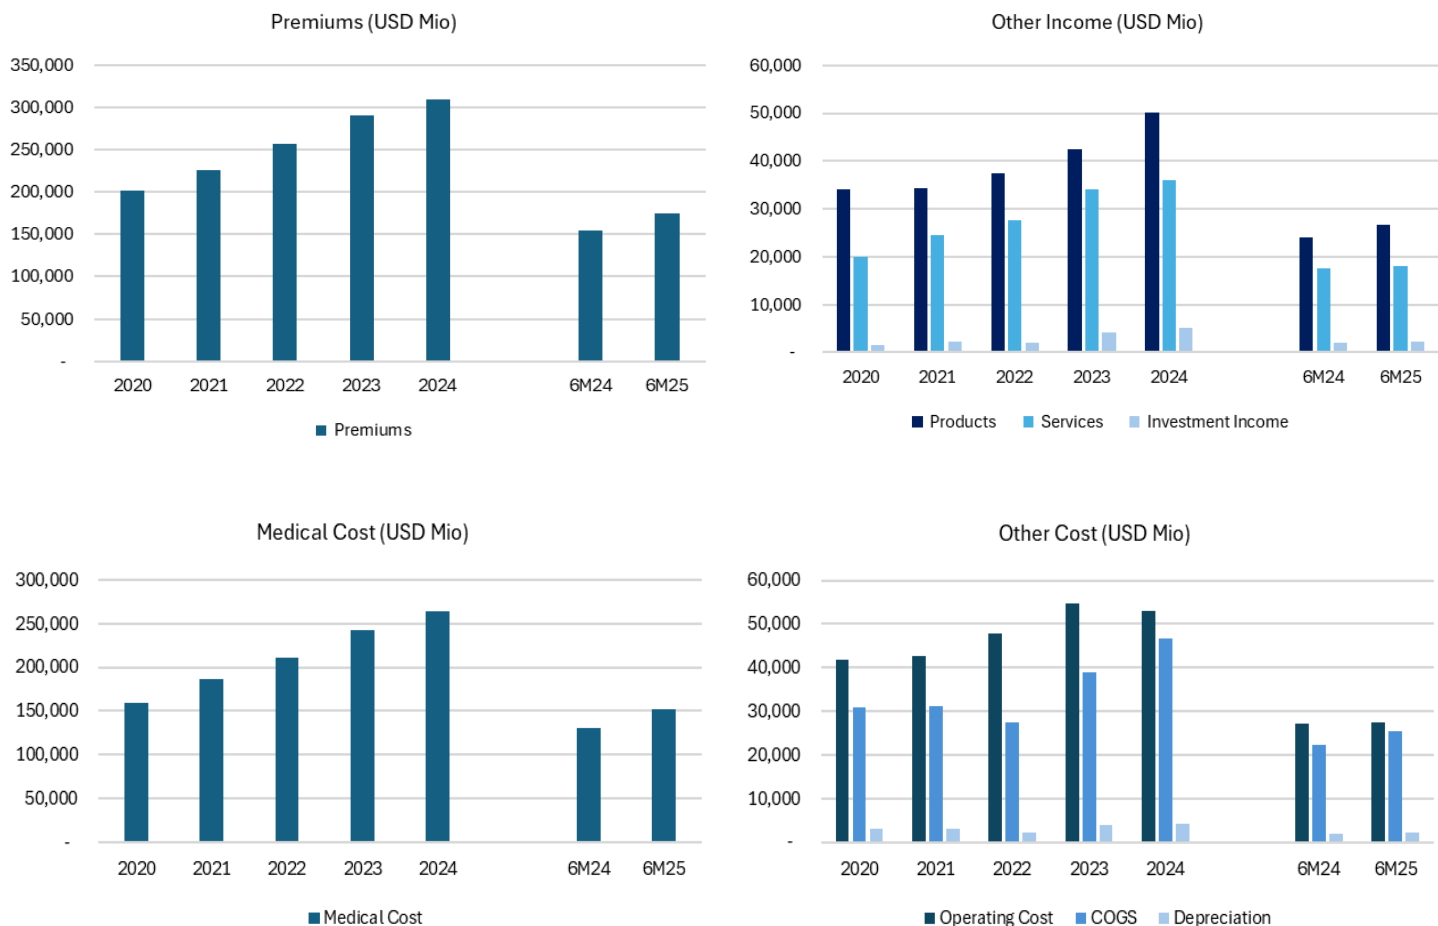 Premiums (USD Mio)
350,000
300,000
250,000
200,000
150,000
100,000
50,000
-
2020 2021 2022 2023 2024 6M24 6M25
Premiums
Other Income (USD Mio)
60,000
50,000
40,000
30,000
20,000
10,000
-
2020 2021 2022 2023 2024 6M24 6M25
Products Services Investment Income
Medical Cost (USD Mio)
300,000
250,000
200,000
150,000
100,000
50,000
-
2020 2021 2022 2023 2024 6M24 6M25
Medical Cost
Other Cost (USD Mio)
60,000
50,000
40,000
30,000
20,000
10,000
-
2020 2021 2022 2023 2024 6M24 6M25
Operating Cost COGS Depreciation